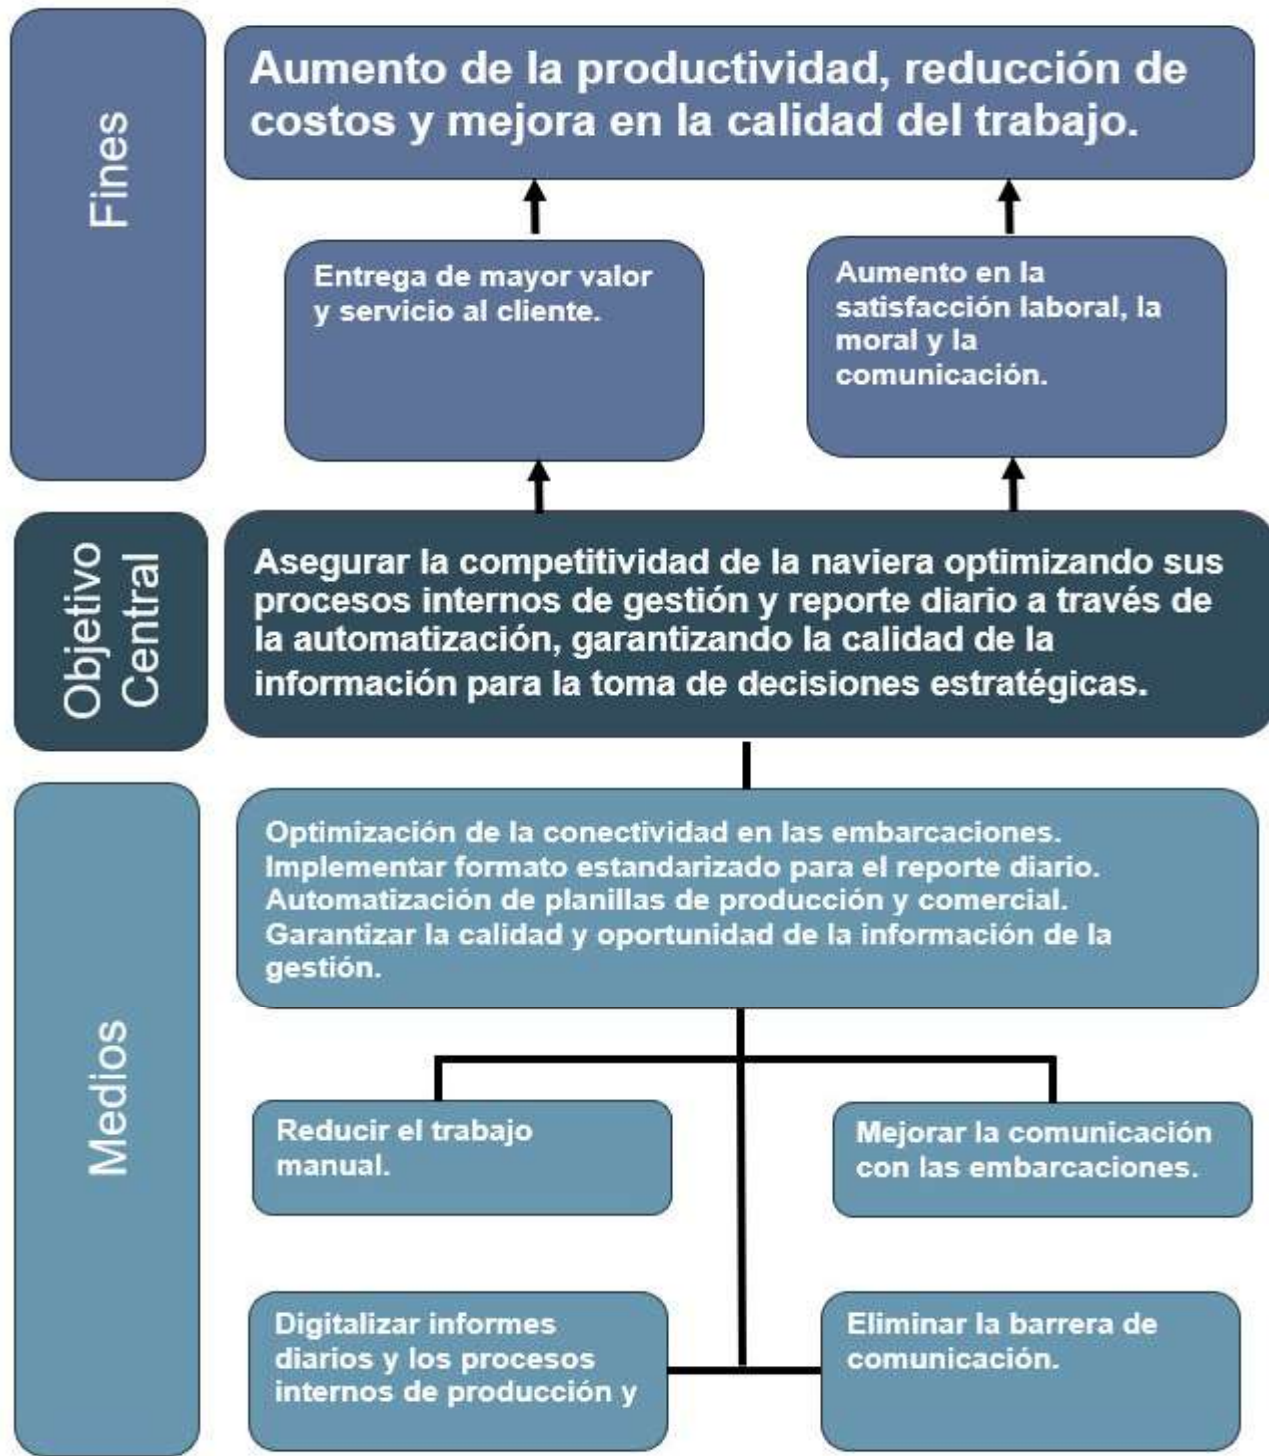 Fines
Aumento de la productividad, reducción de
costos y mejora en la calidad del trabajo.
Entrega de mayor valor
y servicio al cliente.
Aumento en la
satisfacción laboral, la
moral y la
comunicación.
Objetivo
Central
Asegurar la competitividad de la naviera optimizando sus
procesos internos de gestión y reporte diario a través de
la automatización, garantizando la calidad de la
información para la toma de decisiones estratégicas.
Medios
Optimización de la conectividad en las embarcaciones.
Implementar formato estandarizado para el reporte diario.
Automatización de planillas de producción y comercial.
Garantizar la calidad y oportunidad de la información de la
gestión.
Reducir el trabajo
manual.
Mejorar la comunicación
con las embarcaciones.
Digitalizar informes
diarios y los procesos
internos de producción y
Eliminar la barrera de
comunicación.